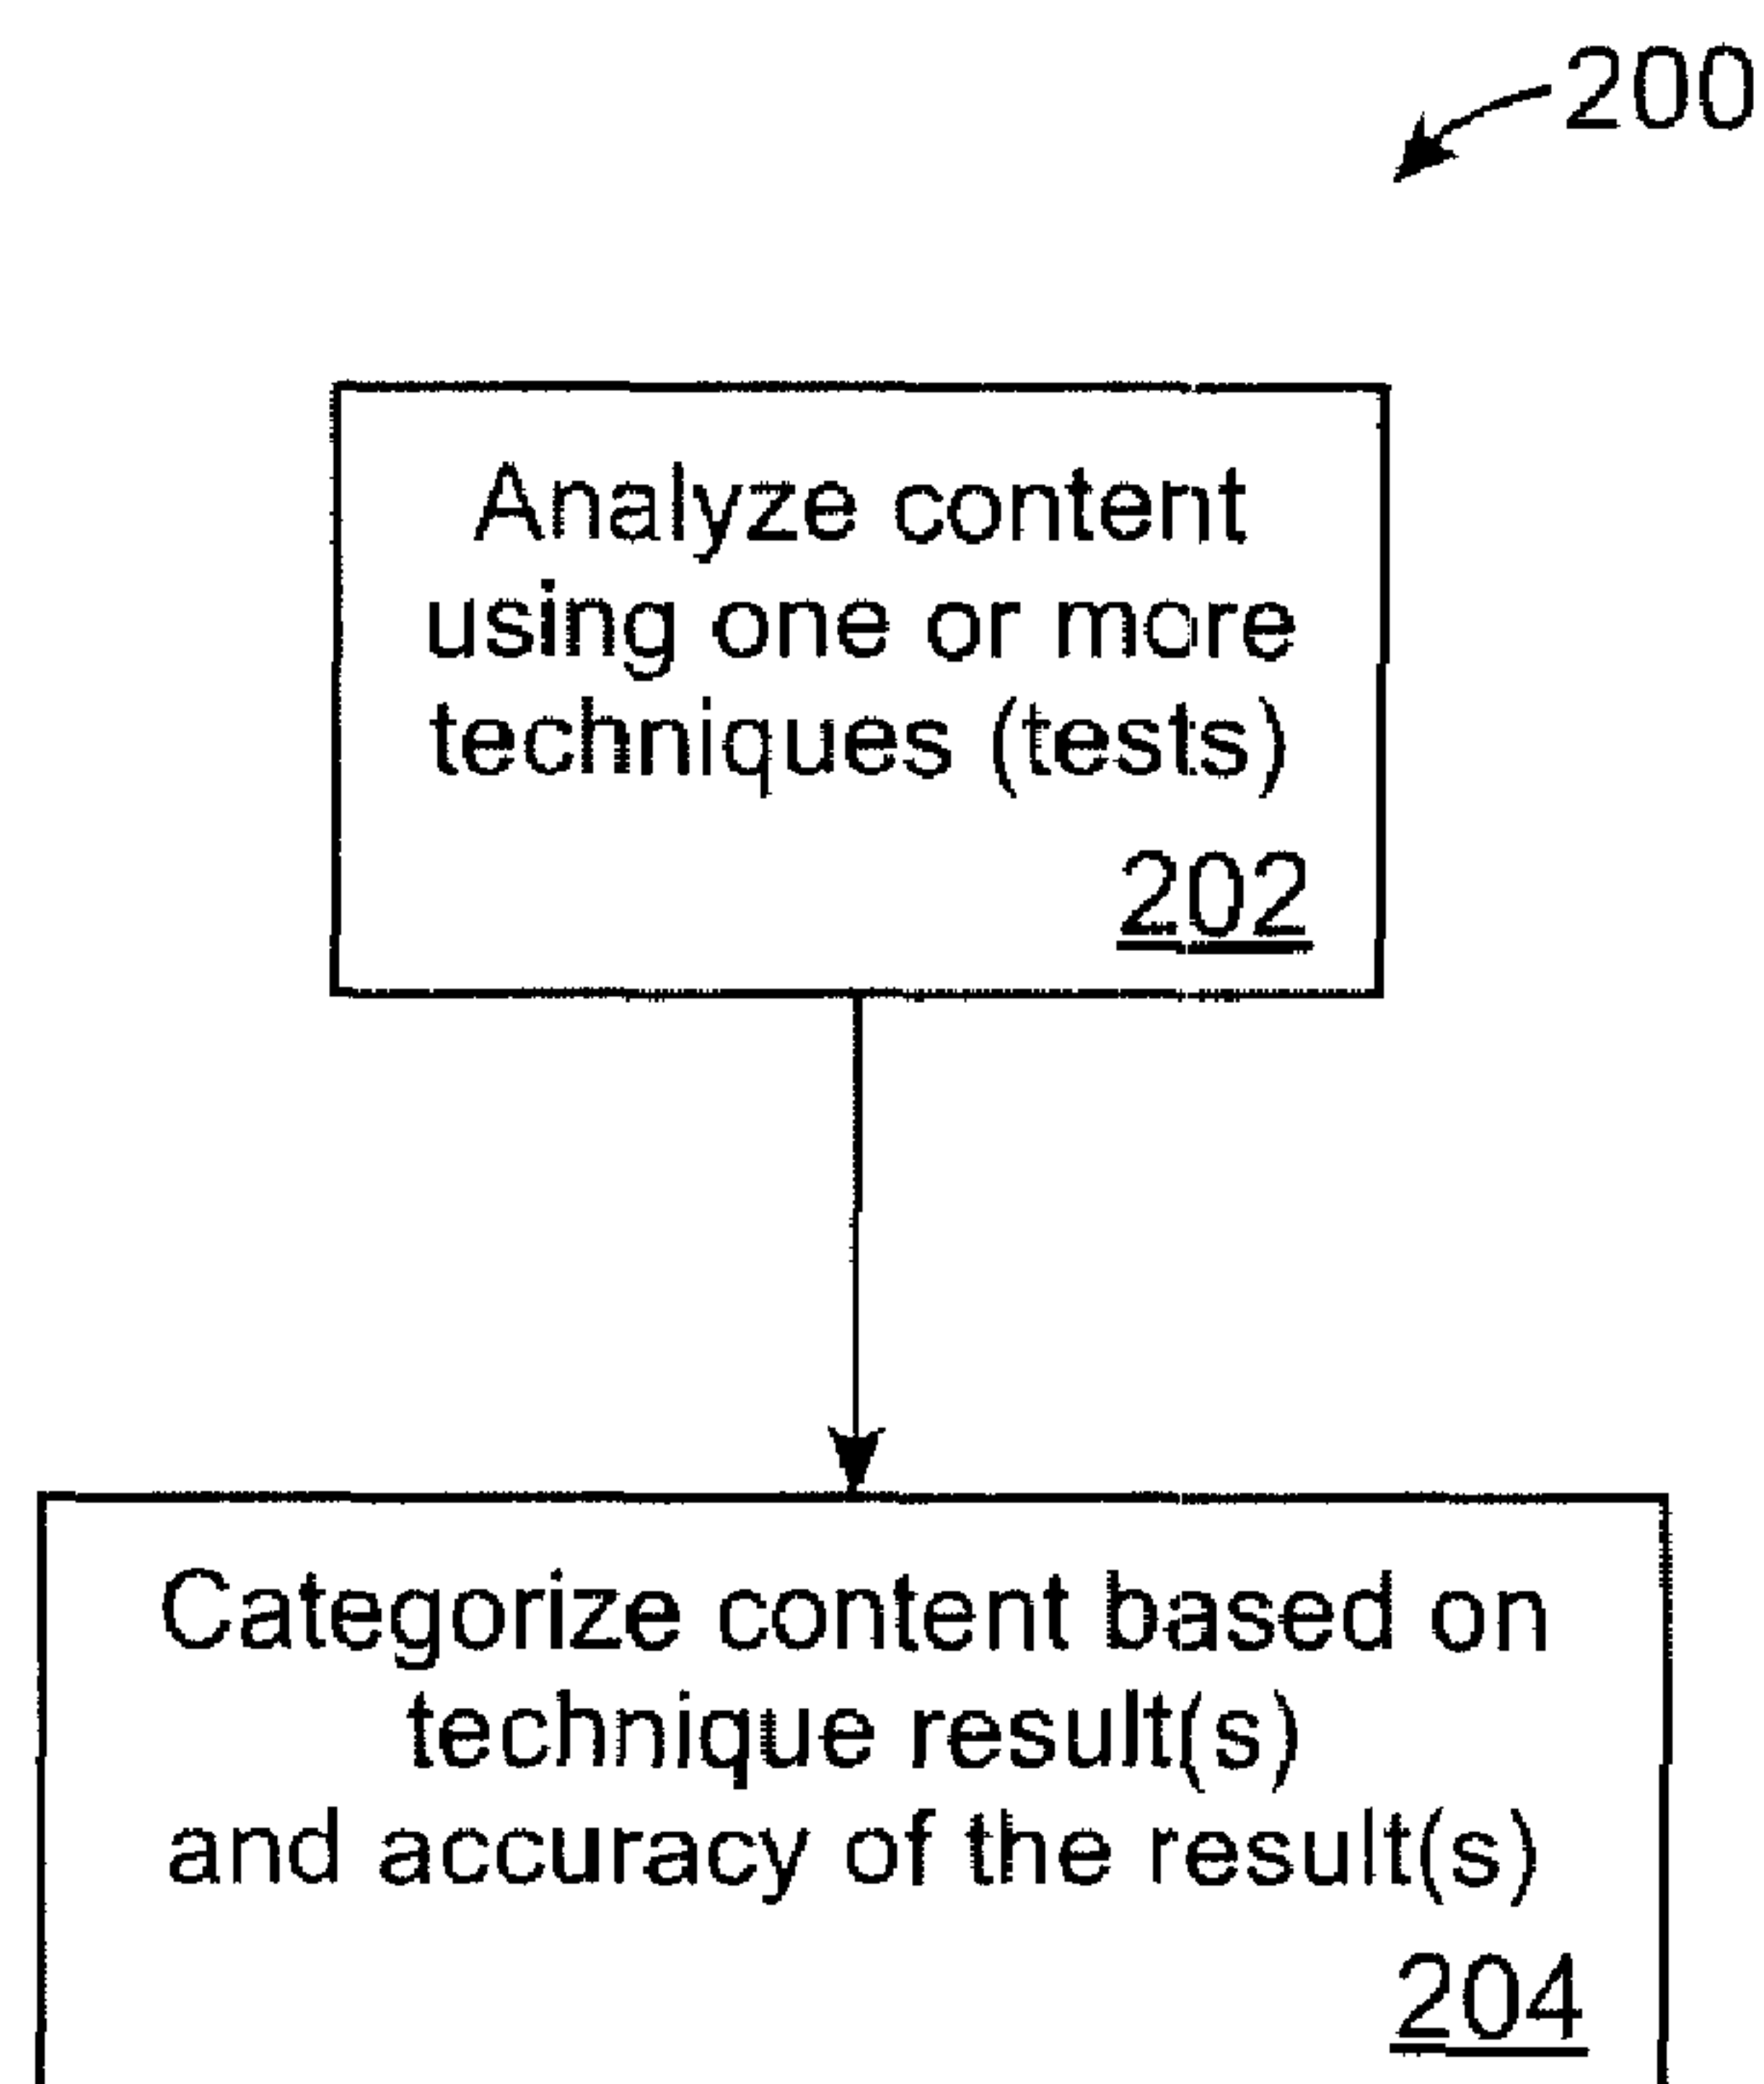 200
Analyze content
using one or more
techniques (tests)
202
Categorize content based on
technique result(s)
and accuracy of the result(s)
204